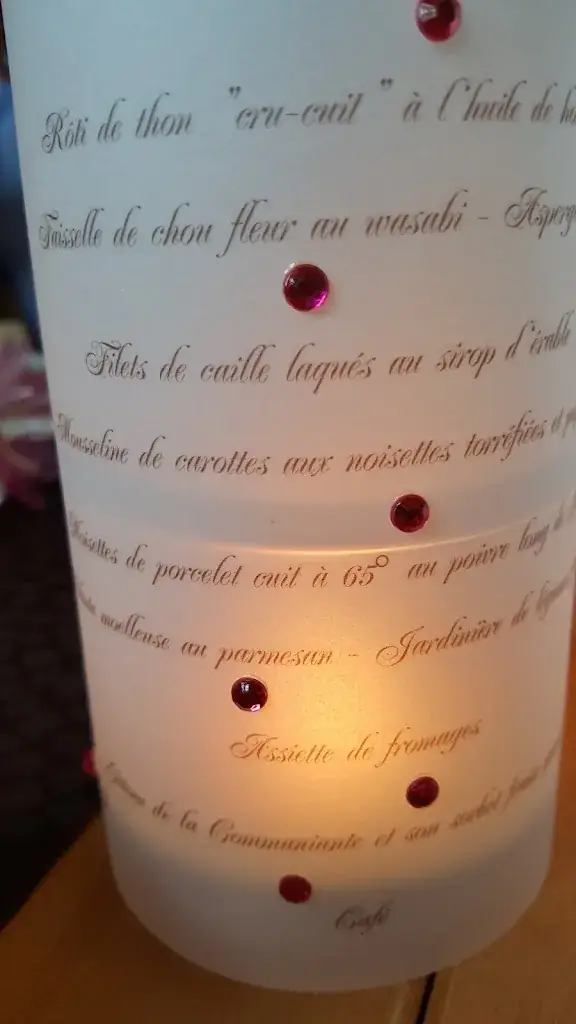 Rôti de thon "cru-cuit" à l'huile de
Faisselle de chou fleur au wasabi -
Filets de caille laqués au sirop d'érable
Mousseline de carottes aux noisettes torréfiées et
Noisettes de porcelet cuit à 65° au poivre long
moelleuse au parmesan - Jardinière de
Assiette de fromages
de la Communiante et son sorbet
Café